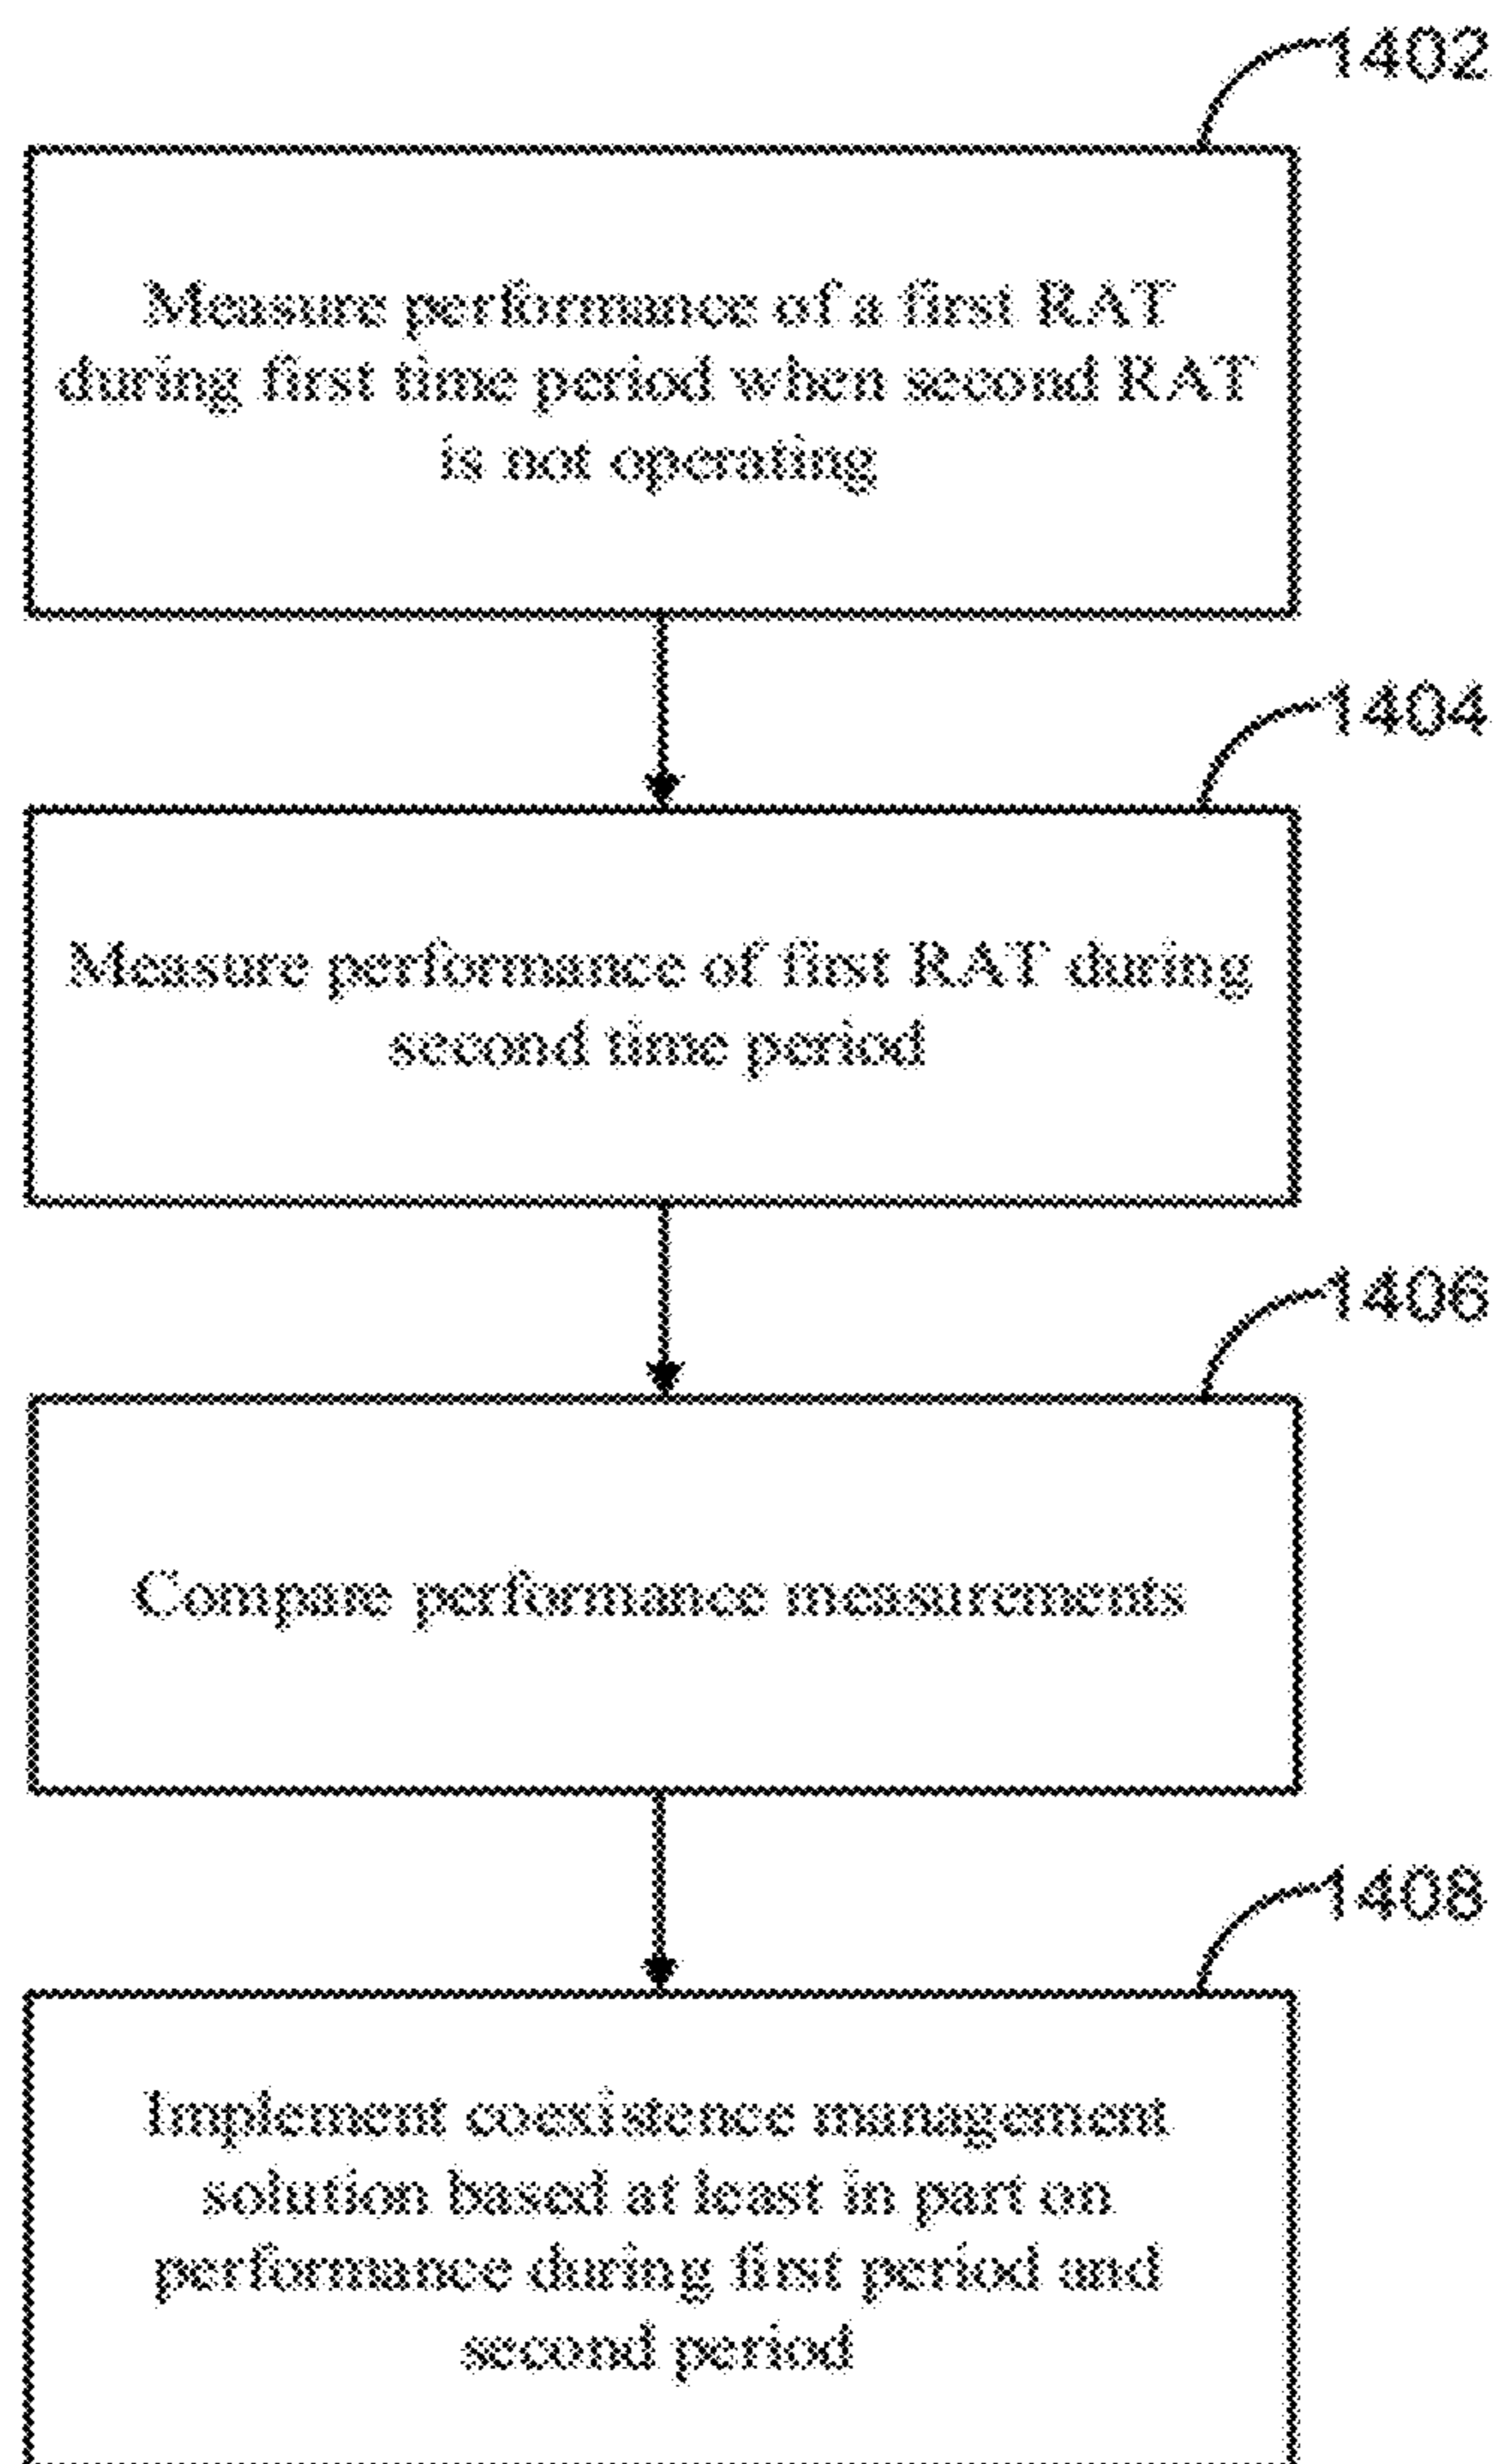 1402
Measure performance of a first RAT
during first time period when second RAT
is not operating
1404
Measure performance of first RAT during
second time period
1406
Compare performance measurements
1408
Implement coexistence management
solution based at least in part on
performance during first period and
second period